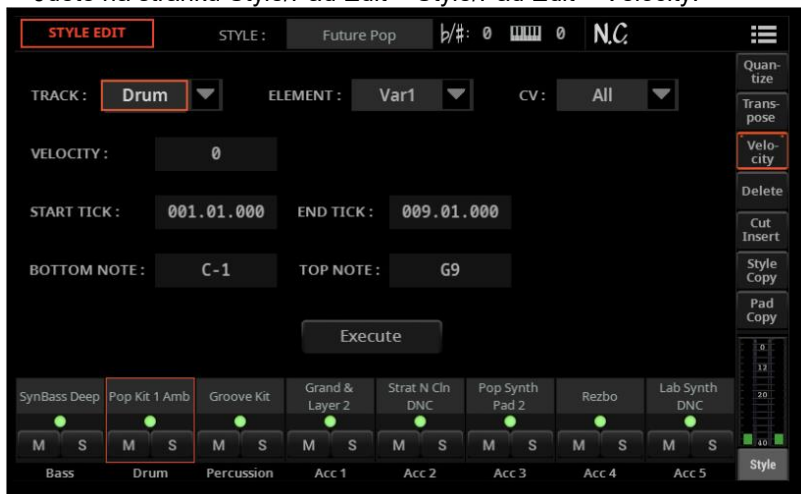 STYLE EDIT STYLE : Future Pop b/#: 0 0 N.C.
Quan-
tize
TRACK : Drum ELEMENT : Var1 CV : All
Trans-
pose
VELOCITY : 0
Velo-
city
Delete
START TICK : 001.01.000 END TICK : 009.01.000
Cut
Insert
BOTTOM NOTE : C-1 TOP NOTE : G9
Style
Copy
Pad
Copy
Execute
0
12
20
40
SynBass Deep Pop Kit 1 Amb Groove Kit Grand &
Layer 2 Strat N Cln
DNC Pop Synth
Pad 2 Rezbo Lab Synth
DNC
M S M S M S M S M S M S M S M S
Bass Drum Percussion Acc 1 Acc 2 Acc 3 Acc 4 Acc 5 Style